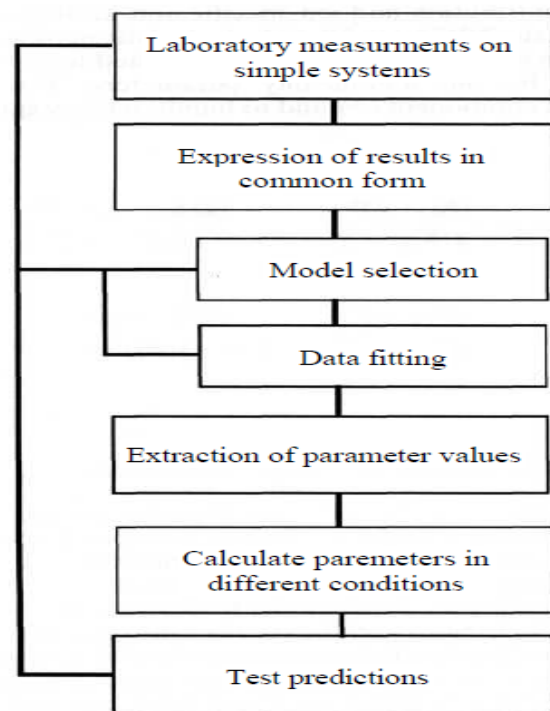 Laboratory measurments on
simple systems
Expression of results in
common form
Model selection
Data fitting
Extraction of parameter values
Calculate paremeters in
different conditions
Test predictions